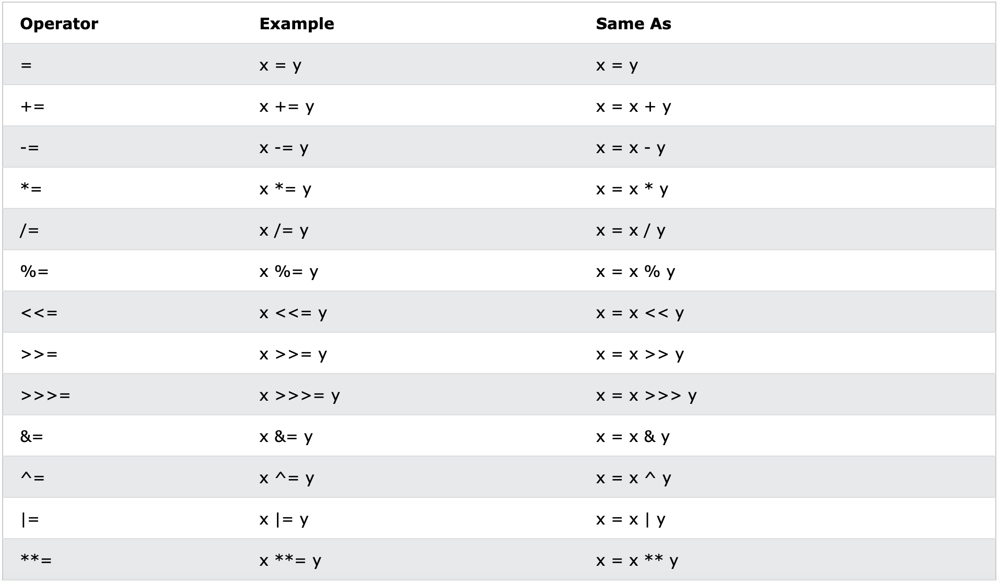 Operator Example Same As
= x = y x = y
+= x += y x = x + y
-= x -= y x = x - y
*= x *= y x = x * y
/= x /= y x = x / y
%= x %= y x = x % y
<<= x <<= y x = x << y
>>= x >>= y x = x >> y
>>>= x >>>= y x = x >>> y
&= x &= y x = x & y
^= x ^= y x = x ^ y
|= x |= y x = x | y
**= x **= y x = x ** y